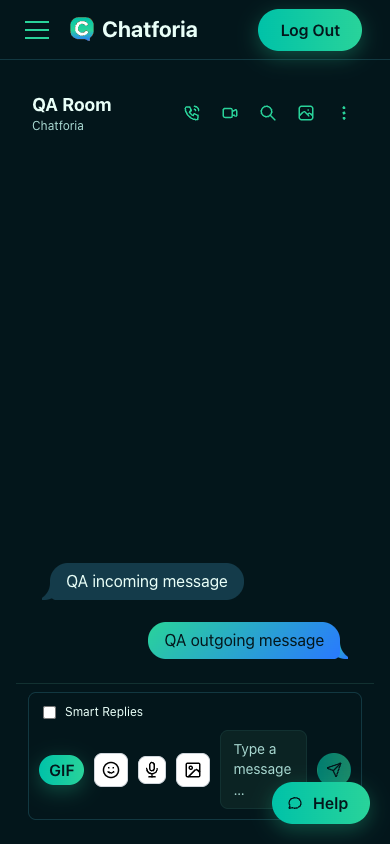 Chatforia
Log Out
QA Room
Chatforia
QA incoming message
QA outgoing message
Smart Replies
GIF
Type a
message
...
Help